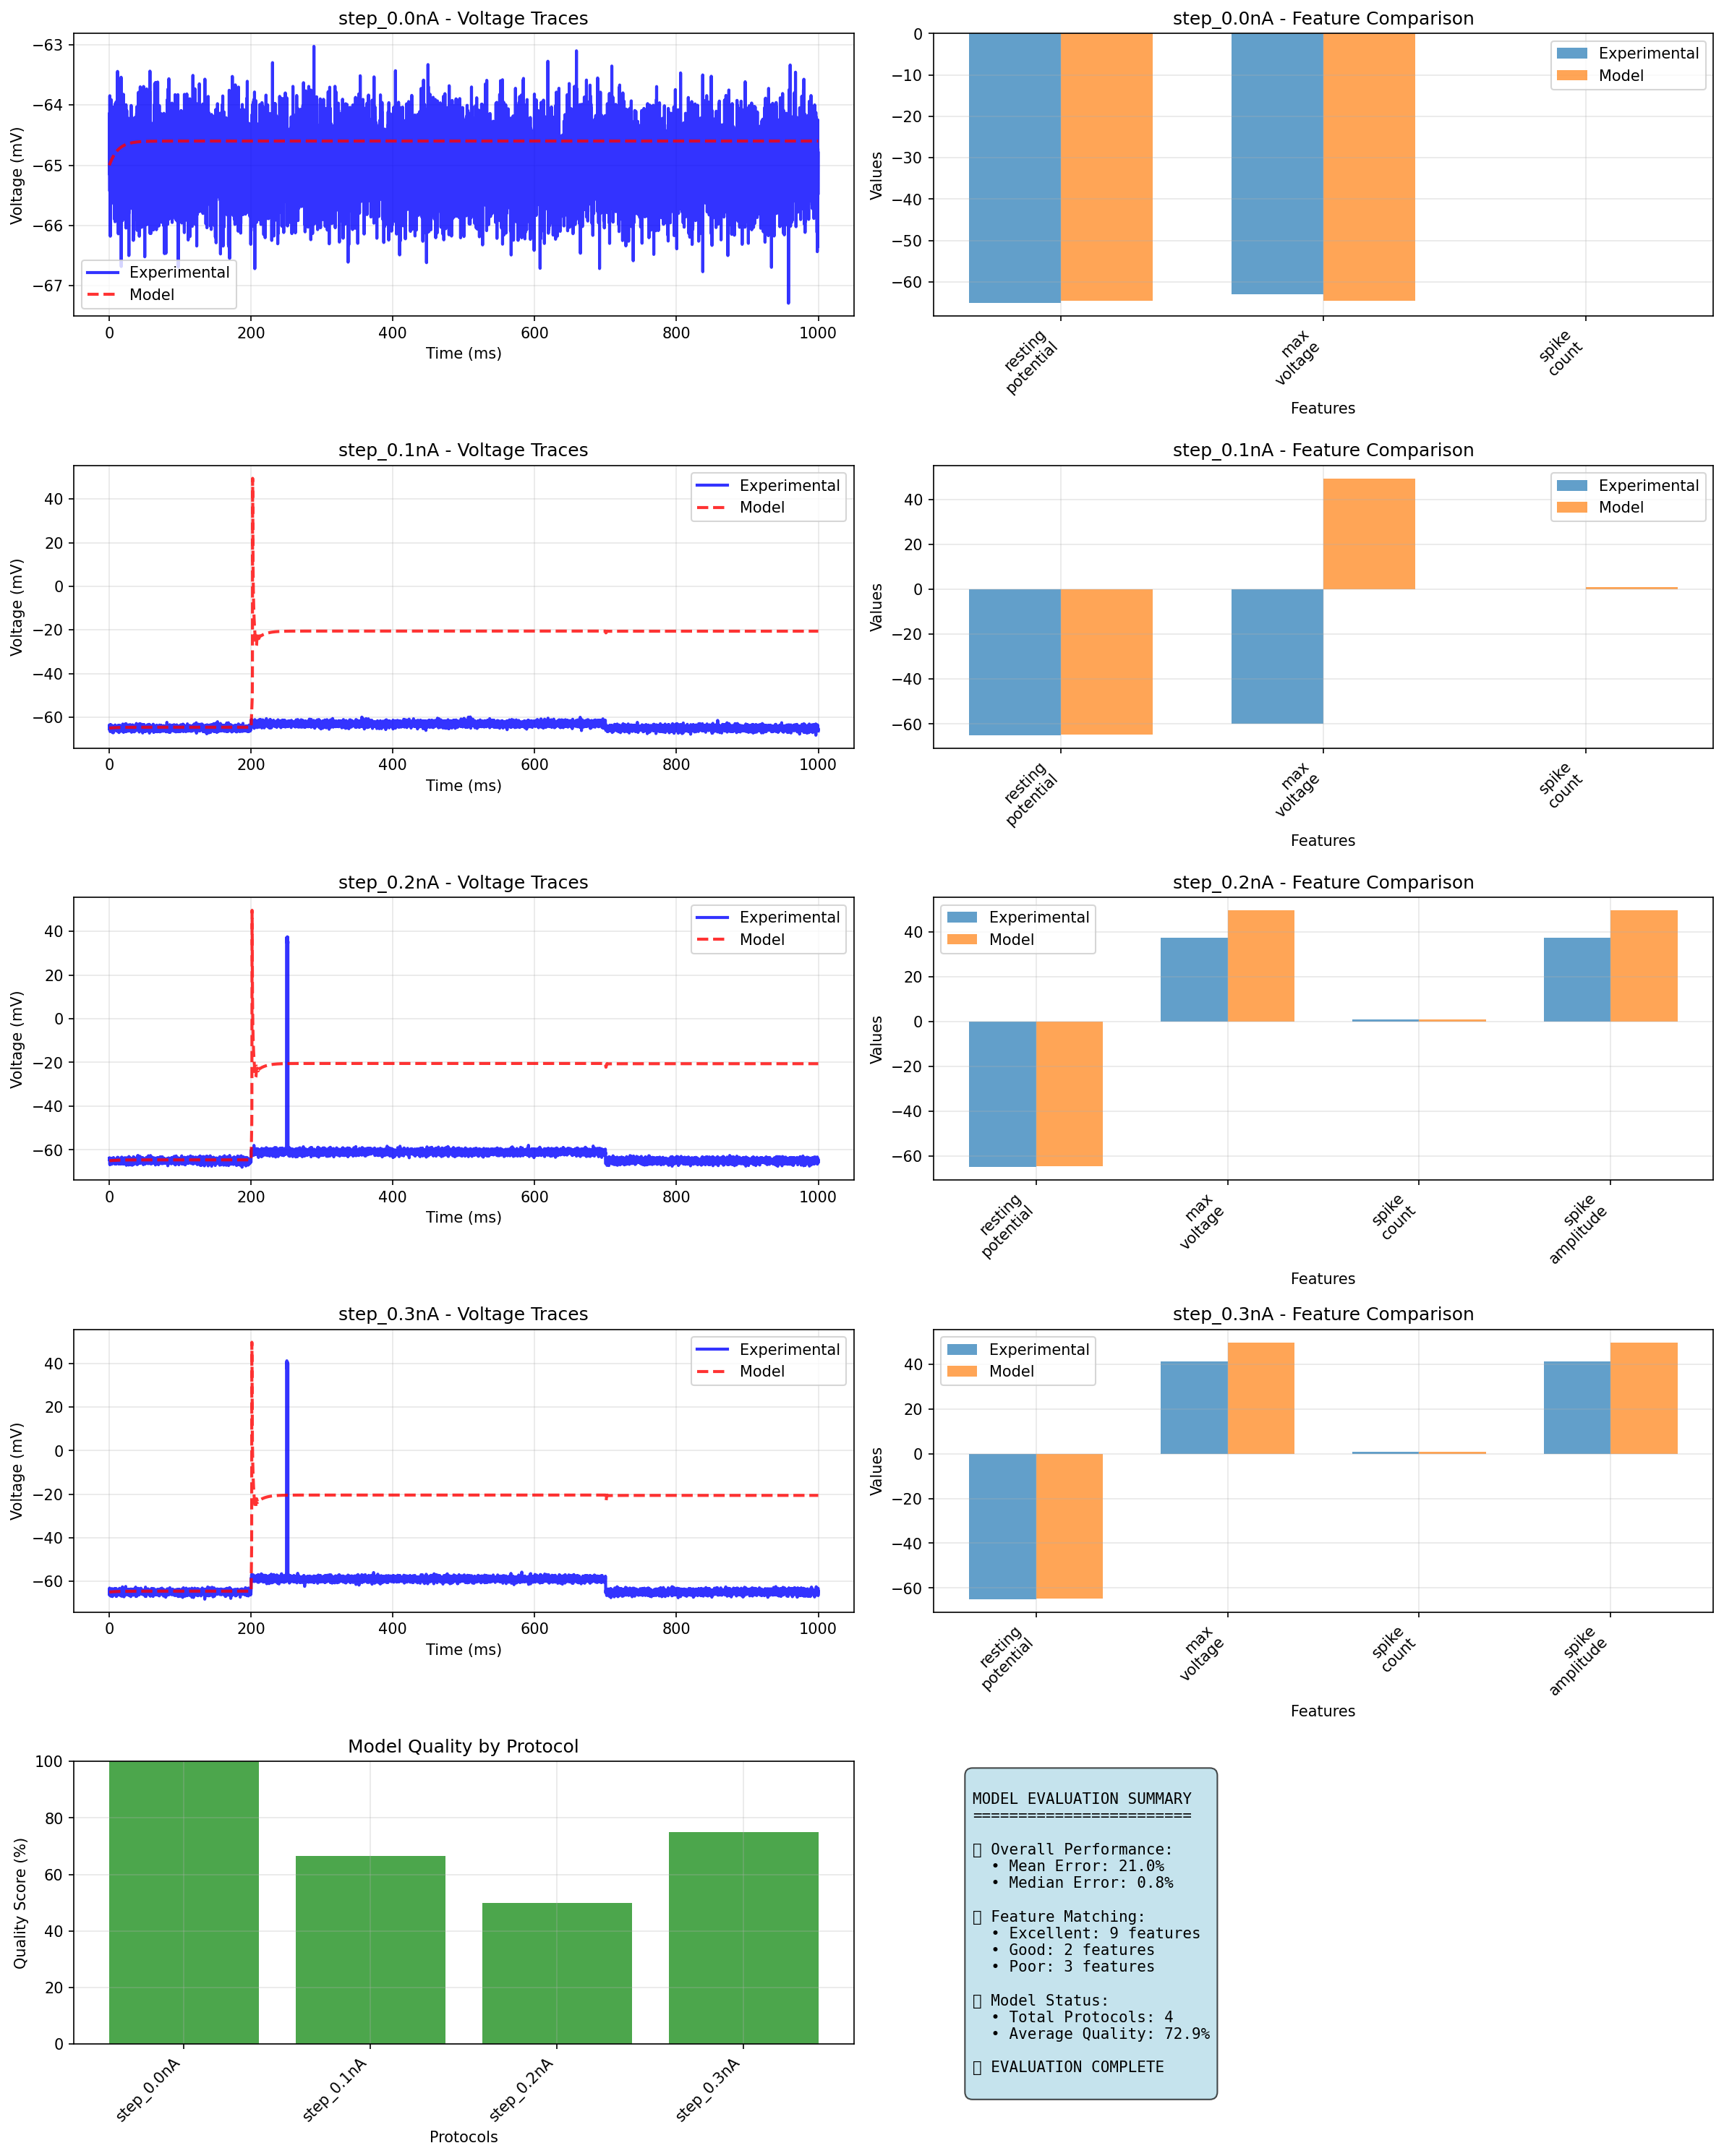 step_0.0nA - Voltage Traces
Voltage (mV)
−63
−64
−65
−66
−67
Experimental
Model
0
200
400
600
800
1000
Time (ms)
step_0.0nA - Feature Comparison
Values
0
−10
−20
−30
−40
−50
−60
Experimental
Model
resting
potential
max
voltage
spike
count
Features
step_0.1nA - Voltage Traces
Voltage (mV)
40
20
0
−20
−40
−60
Experimental
Model
0
200
400
600
800
1000
Time (ms)
step_0.1nA - Feature Comparison
Values
40
20
0
−20
−40
−60
Experimental
Model
resting
potential
max
voltage
spike
count
Features
step_0.2nA - Voltage Traces
Voltage (mV)
40
20
0
−20
−40
−60
Experimental
Model
0
200
400
600
800
1000
Time (ms)
step_0.2nA - Feature Comparison
Values
40
20
0
−20
−40
−60
Experimental
Model
resting
potential
max
voltage
spike
count
spike
amplitude
Features
step_0.3nA - Voltage Traces
Voltage (mV)
40
20
0
−20
−40
−60
Experimental
Model
0
200
400
600
800
1000
Time (ms)
step_0.3nA - Feature Comparison
Values
40
20
0
−20
−40
−60
Experimental
Model
resting
potential
max
voltage
spike
count
spike
amplitude
Features
Model Quality by Protocol
Quality Score (%)
100
80
60
40
20
0
step_0.0nA
step_0.1nA
step_0.2nA
step_0.3nA
Protocols
MODEL EVALUATION SUMMARY
========================
Overall Performance:
• Mean Error: 21.0%
• Median Error: 0.8%
Feature Matching:
• Excellent: 9 features
• Good: 2 features
• Poor: 3 features
Model Status:
• Total Protocols: 4
• Average Quality: 72.9%
EVALUATION COMPLETE